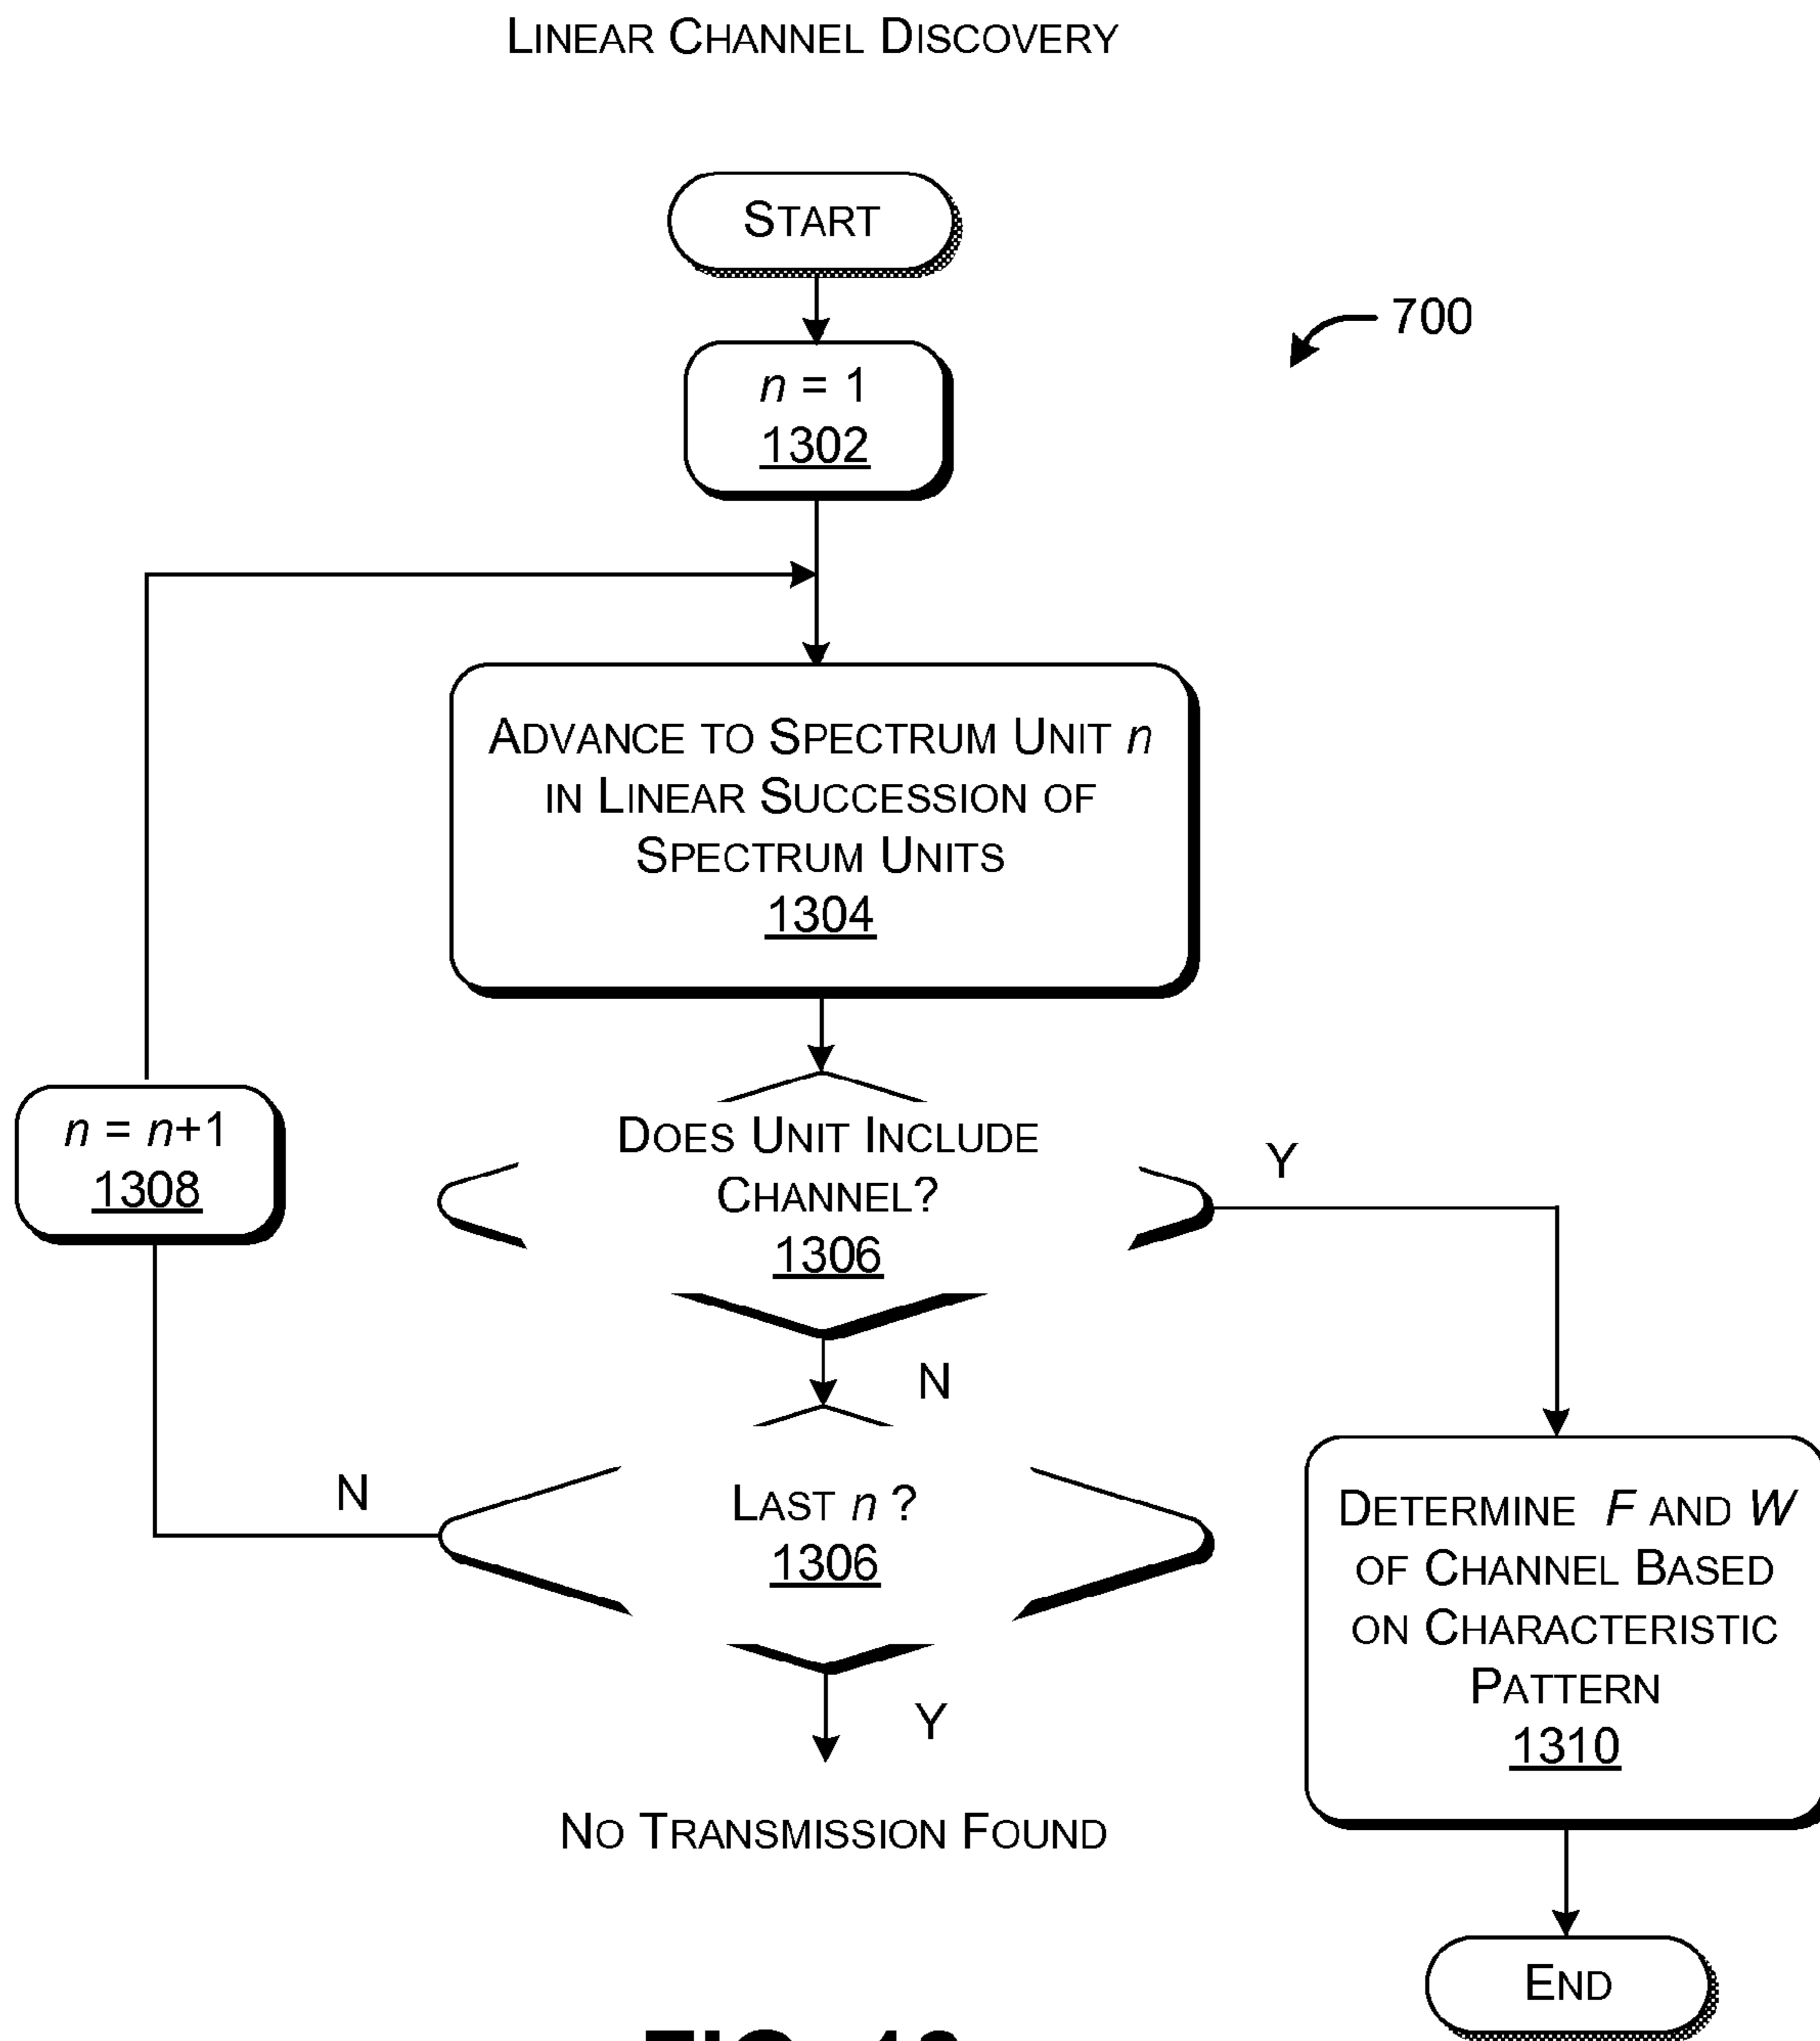 LINEAR CHANNEL DISCOVERY
START
700
n = 1
1302
ADVANCE TO SPECTRUM UNIT n
IN LINEAR SUCCESSION OF
SPECTRUM UNITS
1304
n = n+1
1308
DOES UNIT INCLUDE
CHANNEL?
1306
Y
N
LAST n ?
1306
N
Y
NO TRANSMISSION FOUND
DETERMINE F AND W
OF CHANNEL BASED
ON CHARACTERISTIC
PATTERN
1310
END